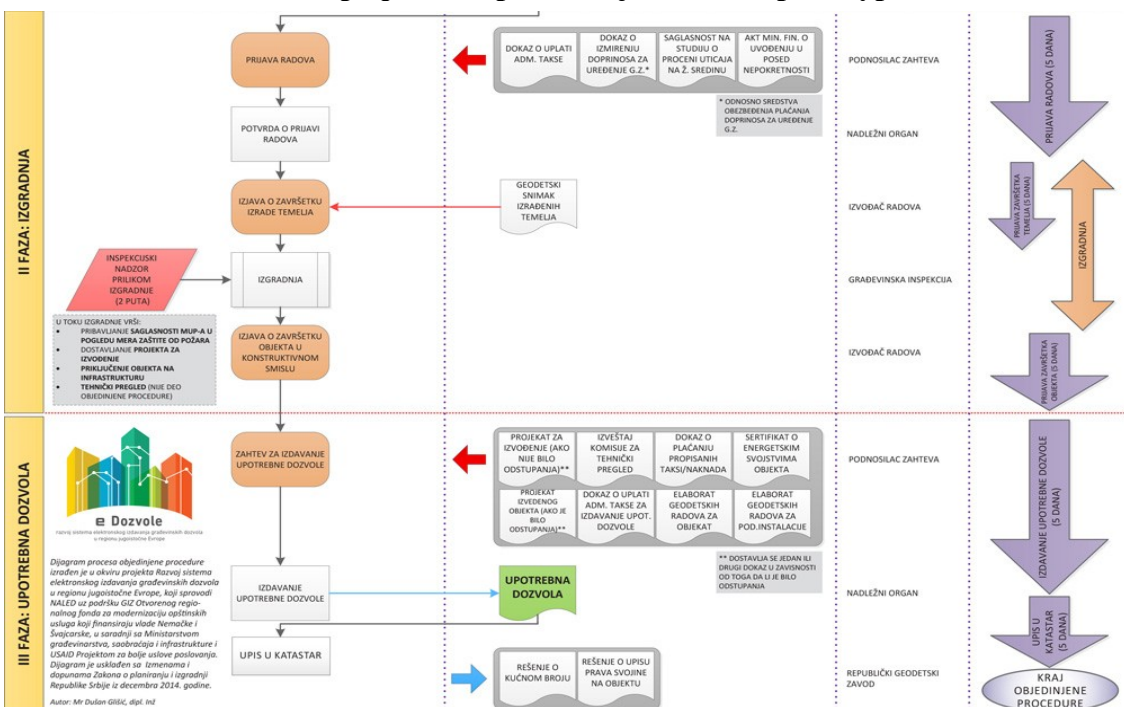 II FAZA: IZGRADNJA
PRIJAVA RADOVA
DOKAZ O UPLATI
ADM. TAKSE
DOKAZ O
IZMIRENJU
DOPRINOSA ZA
UREĐENJE G.Z.*
SAGLASNOST NA
STUDIJU O
PROCENI UTICAJA
NA Ž. SREDINU
AKT MIN. FIN. O
UVOĐENJU U
POSED
NEPOKRETNOSTI
PODNOSILAC ZAHTEVA
PRIJAVA RADOVA (5 DANA)
* ODNOSNO SREDSTVA
OBEZBEĐENJA PLAĆANJA
DOPRINOSA ZA UREĐENJE
G.Z.
POTVRDA O PRIJAVI
RADOVA
NADLEŽNI ORGAN
IZJAVA O ZAVRŠETKU
IZRADE TEMELJA
GEODETSKI
SNIMAK
IZRAĐENIH
TEMELJA
IZVOĐAČ RADOVA
PRIJAVA ZAVRŠETKA
TEMELJA (5 DANA)
IZGRADNJA
INSPEKCIJSKI
NADZOR
PRILIKOM
IZGRADNJE
(2 PUTA)
IZGRADNJA
GRAĐEVINSKA INSPEKCIJA
U TOKU IZGRADNJE VRŠI:
• PRIBAVLJANJE SAGLASNOSTI MUP-A U
POGLEDU MERA ZAŠTITE OD POŽARA
• DOSTAVLJANJE PROJEKTA ZA
IZVOĐENJE
• PRIKLJUČENJE OBJEKTA NA
INFRASTRUKTURU
• TEHNIČKI PREGLED (NIJE DEO
OBJEDINJENE PROCEDURE)
IZJAVA O ZAVRŠETKU
OBJEKTA U
KONSTRUKTIVNOM
SMISLU
IZVOĐAČ RADOVA
PRIJAVA ZAVRŠETKA
OBJEKTA (5 DANA)
III FAZA: UPOTREBNA DOZVOLA
ZAHTEV ZA IZDAVANJE
UPOTREBNE DOZVOLE
PROJEKAT ZA
IZVOĐENJE (AKO
NIJE BILO
ODSTUPANJA)**
IZVEŠTAJ
KOMISIJE ZA
TEHNIČKI
PREGLED
DOKAZ O
PLAĆANJU
PROPISANIH
TAKSI/NAKNADA
SERTIFIKAT O
ENERGETSKIM
SVOJSTVIMA
OBJEKTA
PROJEKAT
IZVEDENOG
OBJEKTA (AKO JE
BILO
ODSTUPANJA)**
DOKAZ O UPLATI
ADM. TAKSE ZA
IZDAVANJE UPOT.
DOZVOLE
ELABORAT
GEODETSKIH
RADOVA ZA
OBJEKAT
ELABORAT
GEODETSKIH
RADOVA ZA
POD.INSTALACIJE
PODNOSILAC ZAHTEVA
IZDAVANJE UPOTREBNE DOZVOLE
(5 DANA)
** DOSTAVLJA SE JEDAN ILI
DRUGI DOKAZ U ZAVISNOSTI
OD TOGA DA LI JE BILO
ODSTUPANJA
e Dozvole
razvoj sistema elektronskog izdavanja građevinskih dozvola
u regionu jugoistočne Evrope
Dijagram procesa objedinjene procedure
izrađen je u okviru projekta Razvoj sistema
elektronskog izdavanja građevinskih dozvola
u regionu jugoistočne Evrope, koji sprovodi
NALED uz podršku GIZ Otvorenog regio-
nalnog fonda za modernizaciju opštinskih
usluga koji finansiraju vlade Nemačke i
Švajcarske, u saradnji sa Ministarstvom
građevinarstva, saobraćaja i infrastrukture i
USAID Projektom za bolje uslove poslovanja.
Dijagram je usklađen sa Izmenama i
dopunama Zakona o planiranju i izgradnji
Republike Srbije iz decembra 2014. godine.
Autor: Mr Dušan Glišić, dipl. Inž
IZDAVANJE
UPOTREBNE DOZVOLE
UPOTREBNA
DOZVOLA
NADLEŽNI ORGAN
UPIS U KATASTAR
UPIS U
KATASTAR
(5 DANA)
REŠENJE O
KUĆNOM BROJU
REŠENJE O UPISU
PRAVA SVOJINE
NA OBJEKTU
REPUBLIČKI GEODETSKI
ZAVOD
KRAJ
OBJEDINJENE
PROCEDURE